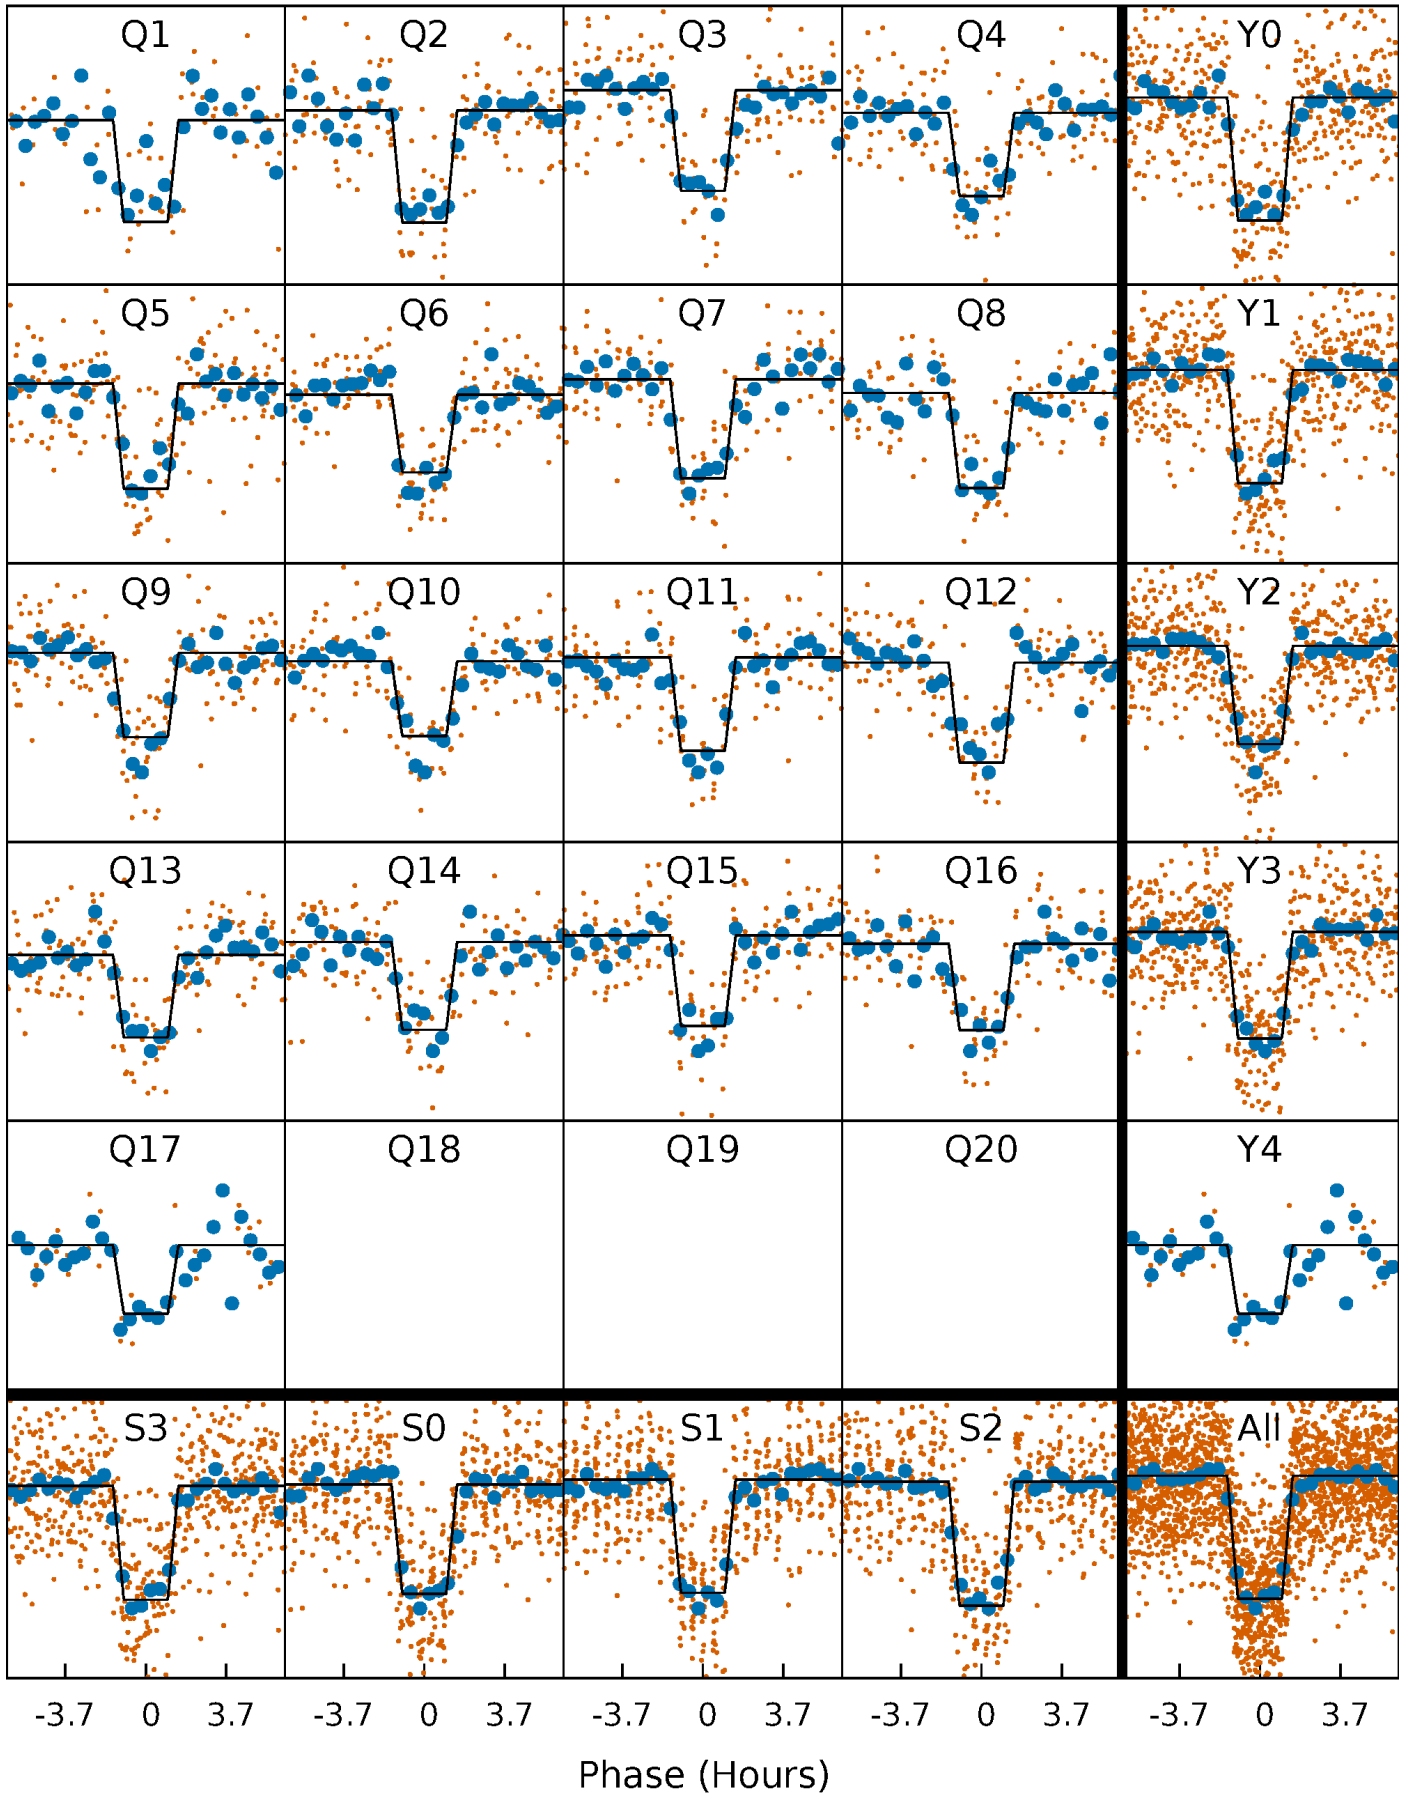 Q1 Q2 Q3 Q4 Y0
Q5 Q6 Q7 Q8 Y1
Q9 Q10 Q11 Q12 Y2
Q13 Q14 Q15 Q16 Y3
Q17 Q18 Q19 Q20 Y4
S3 S0 S1 S2 All
-3.7 0 3.7 -3.7 0 3.7 -3.7 0 3.7 -3.7 0 3.7 -3.7 0 3.7
Phase (Hours)